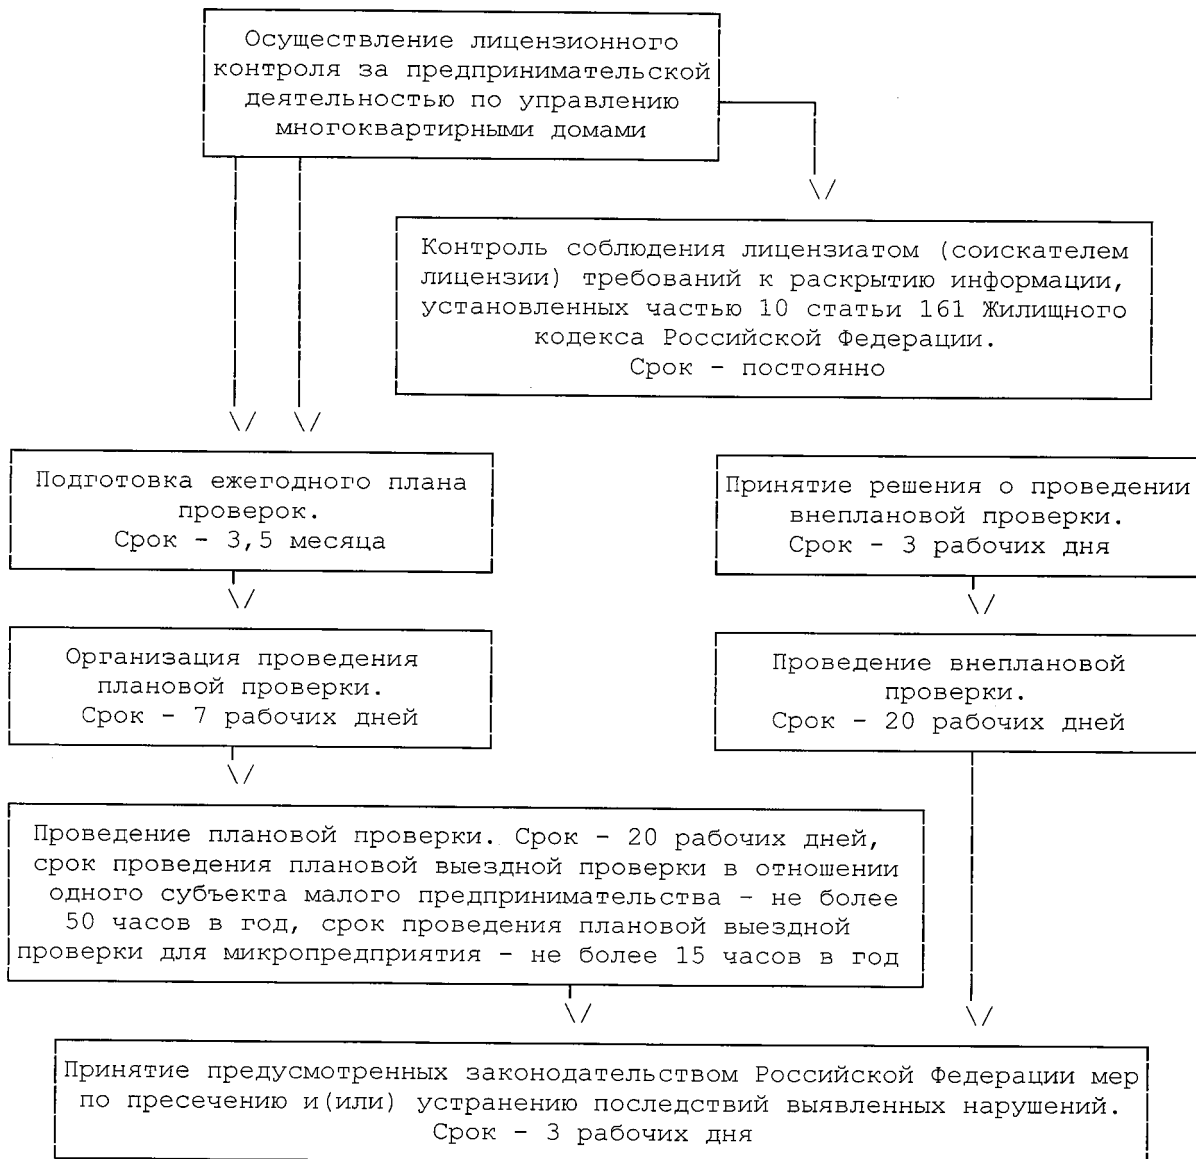 Осуществление лицензионного
контроля за предпринимательской
деятельностью по управлению
многоквартирными домами
Контроль соблюдения лицензиатом (соискателем
лицензии) требований к раскрытию информации,
установленных частью 10 статьи 161 Жилищного
кодекса Российской Федерации.
Срок - постоянно
Подготовка ежегодного плана
проверок.
Срок - 3,5 месяца
Принятие решения о проведении
внеплановой проверки.
Срок - 3 рабочих дня
Организация проведения
плановой проверки.
Срок - 7 рабочих дней
Проведение внеплановой
проверки.
Срок - 20 рабочих дней
Проведение плановой проверки. Срок - 20 рабочих дней,
срок проведения плановой выездной проверки в отношении
одного субъекта малого предпринимательства - не более
50 часов в год, срок проведения плановой выездной
проверки для микропредприятия - не более 15 часов в год
Принятие предусмотренных законодательством Российской Федерации мер
по пресечению и(или) устранению последствий выявленных нарушений.
Срок - 3 рабочих дня